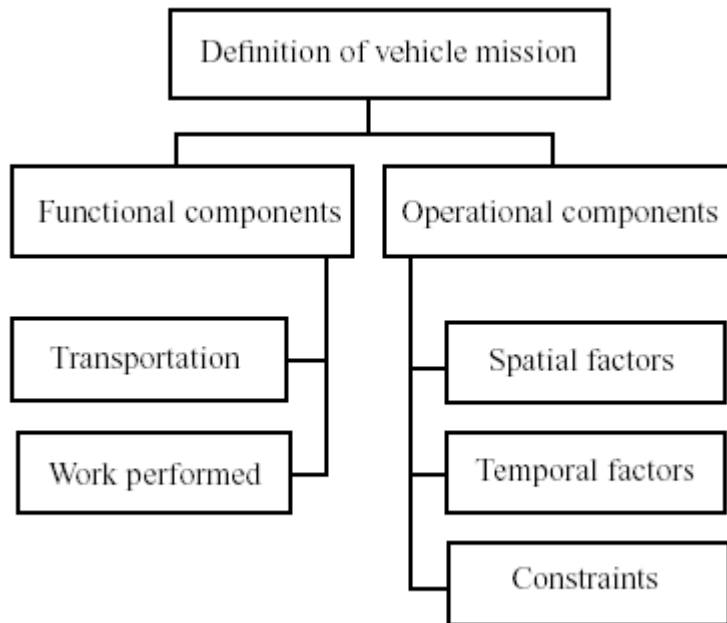 Definition of vehicle mission
Functional components
Operational components
Transportation
Spatial factors
Work performed
Temporal factors
Constraints